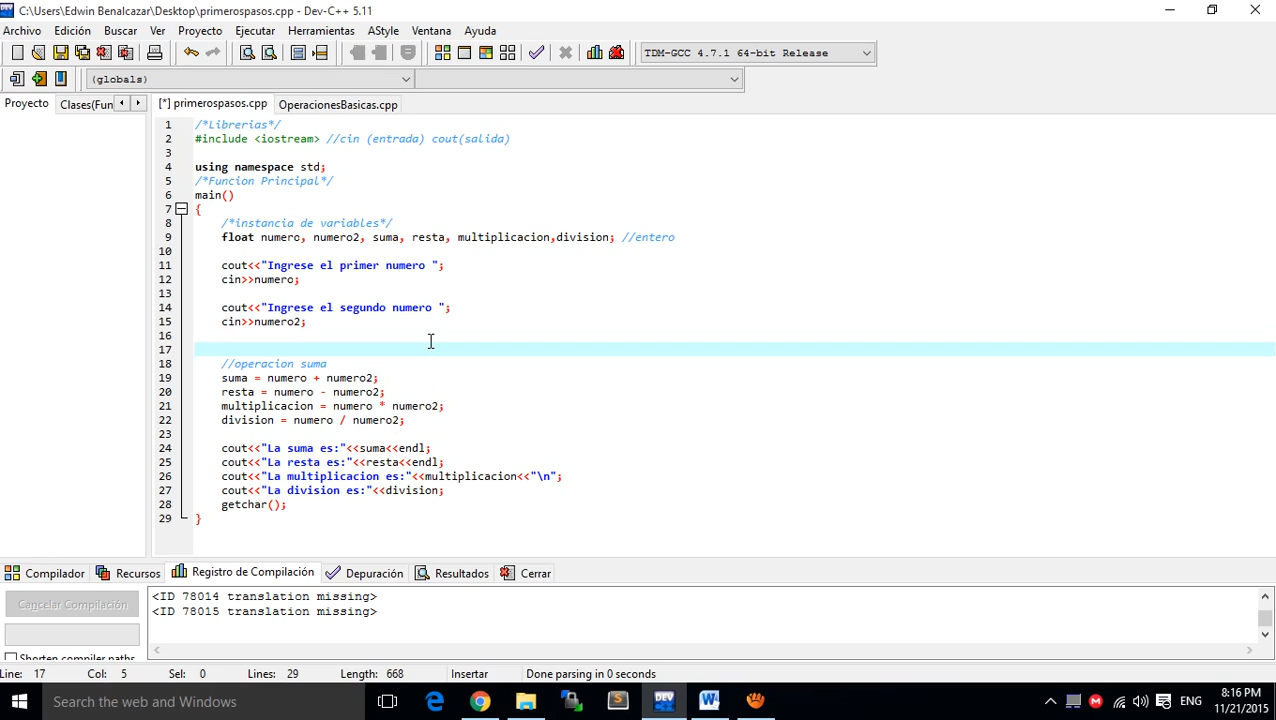 C:\Users\Edwin Benalcazar\Desktop\primerospasos.cpp - Dev-C++ 5.11
Archivo Edición Buscar Ver Proyecto Ejecutar Herramientas AStyle Ventana Ayuda
TDM-GCC 4.7.1 64-bit Release
(globals)
Proyecto Clases(Fun [*] primerospasos.cpp OperacionesBasicas.cpp
1 /*Librerias*/
2 #include <iostream> //cin (entrada) cout(salida)
3
4 using namespace std;
5 /*Funcion Principal*/
6 main()
7 {
8 /*instancia de variables*/
9 float numero, numero2, suma, resta, multiplicacion,division; //entero
10
11 cout<<"Ingrese el primer numero ";
12 cin>>numero;
13
14 cout<<"Ingrese el segundo numero ";
15 cin>>numero2;
16
17
18 //operacion suma
19 suma = numero + numero2;
20 resta = numero - numero2;
21 multiplicacion = numero * numero2;
22 division = numero / numero2;
23
24 cout<<"La suma es:"<<suma<<endl;
25 cout<<"La resta es:"<<resta<<endl;
26 cout<<"La multiplicacion es:"<<multiplicacion<<"\n";
27 cout<<"La division es:"<<division;
28 getchar();
29 }
Compilador Recursos Registro de Compilación Depuración Resultados Cerrar
Cancelar Compilación
<ID 78014 translation missing>
<ID 78015 translation missing>
Shorten compiler paths
Line: 17 Col: 5 Sel: 0 Lines: 29 Length: 668 Insertar Done parsing in 0 seconds
Search the web and Windows
DEV
ENG
8:16 PM
11/21/2015